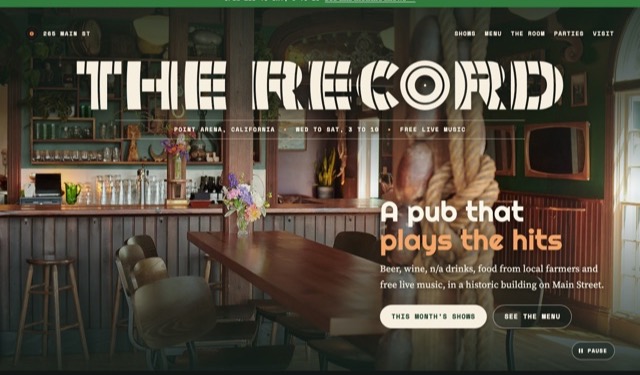 265 MAIN ST
SHOWS MENU THE ROOM PARTIES VISIT
THE RECORD
POINT ARENA, CALIFORNIA • WED TO SAT, 3 TO 10 • FREE LIVE MUSIC
A pub that
plays the hits
Beer, wine, n/a drinks, food from local farmers and
free live music, in a historic building on Main Street.
THIS MONTH'S SHOWS
SEE THE MENU
PAUSE